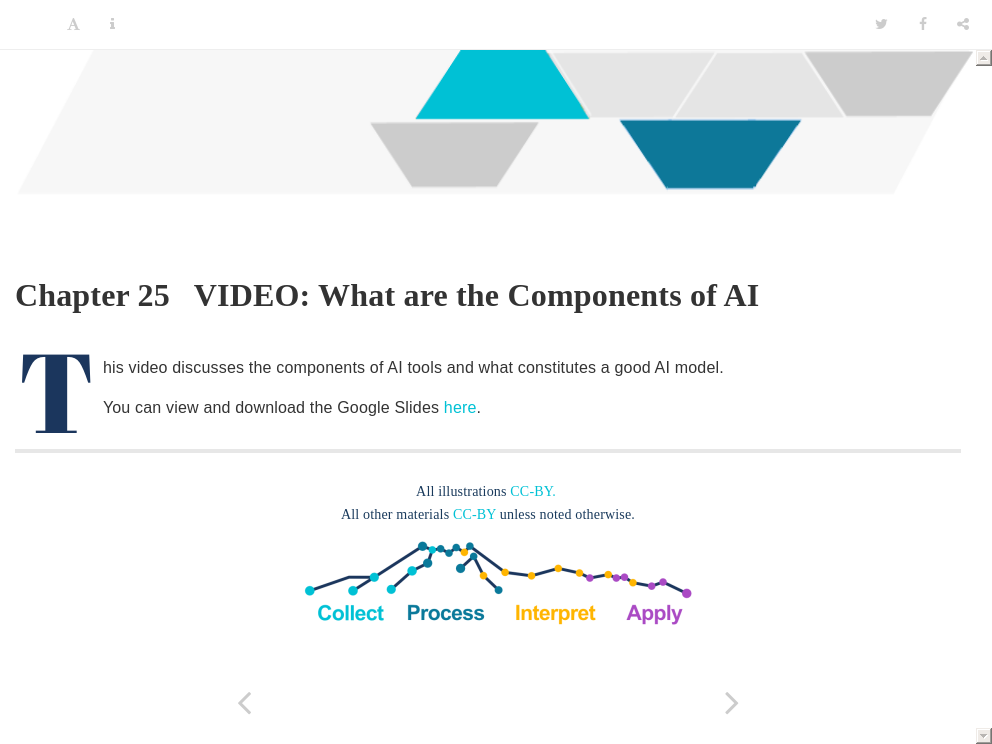 A i
Chapter 25 VIDEO: What are the Components of AI
This video discusses the components of AI tools and what constitutes a good AI model.
You can view and download the Google Slides here.
All illustrations CC-BY.
All other materials CC-BY unless noted otherwise.
Collect Process Interpret Apply